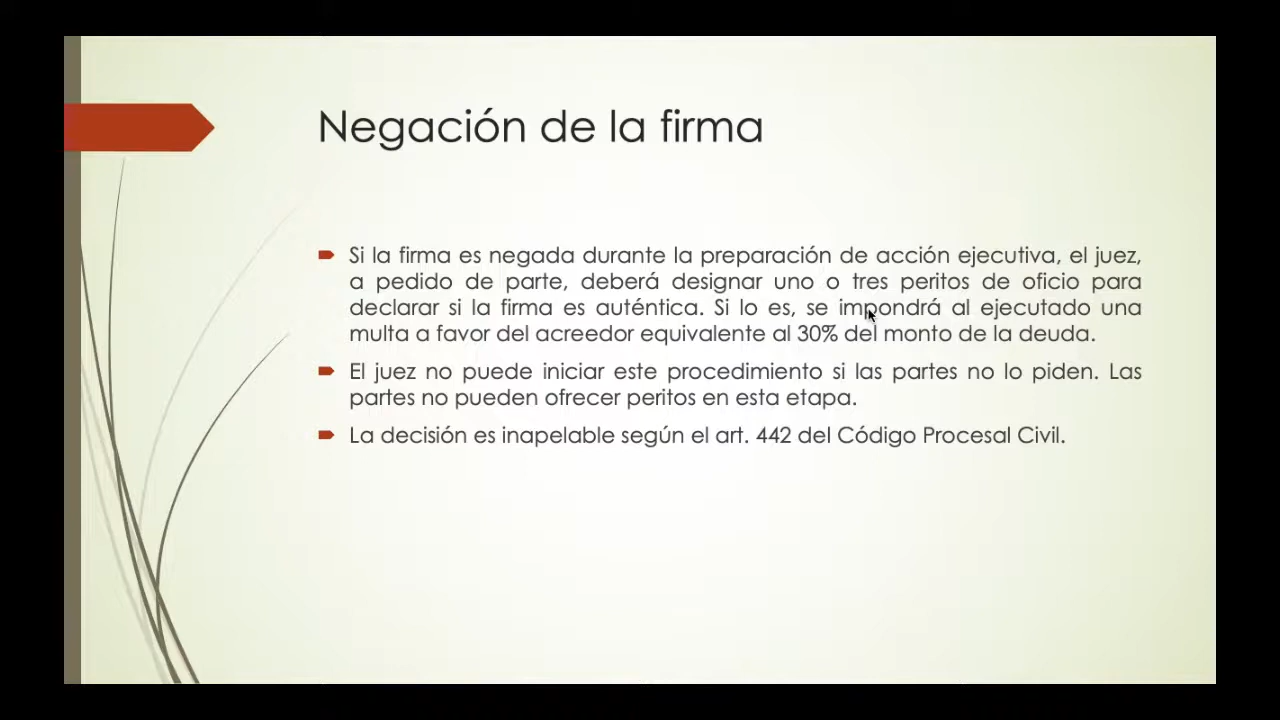 Negación de la firma
Si la firma es negada durante la preparación de acción ejecutiva, el juez,
a pedido de parte, deberá designar uno o tres peritos de oficio para
declarar si la firma es auténtica. Si lo es, se impondrá al ejecutado una
multa a favor del acreedor equivalente al 30% del monto de la deuda.
El juez no puede iniciar este procedimiento si las partes no lo piden. Las
partes no pueden ofrecer peritos en esta etapa.
La decisión es inapelable según el art. 442 del Código Procesal Civil.